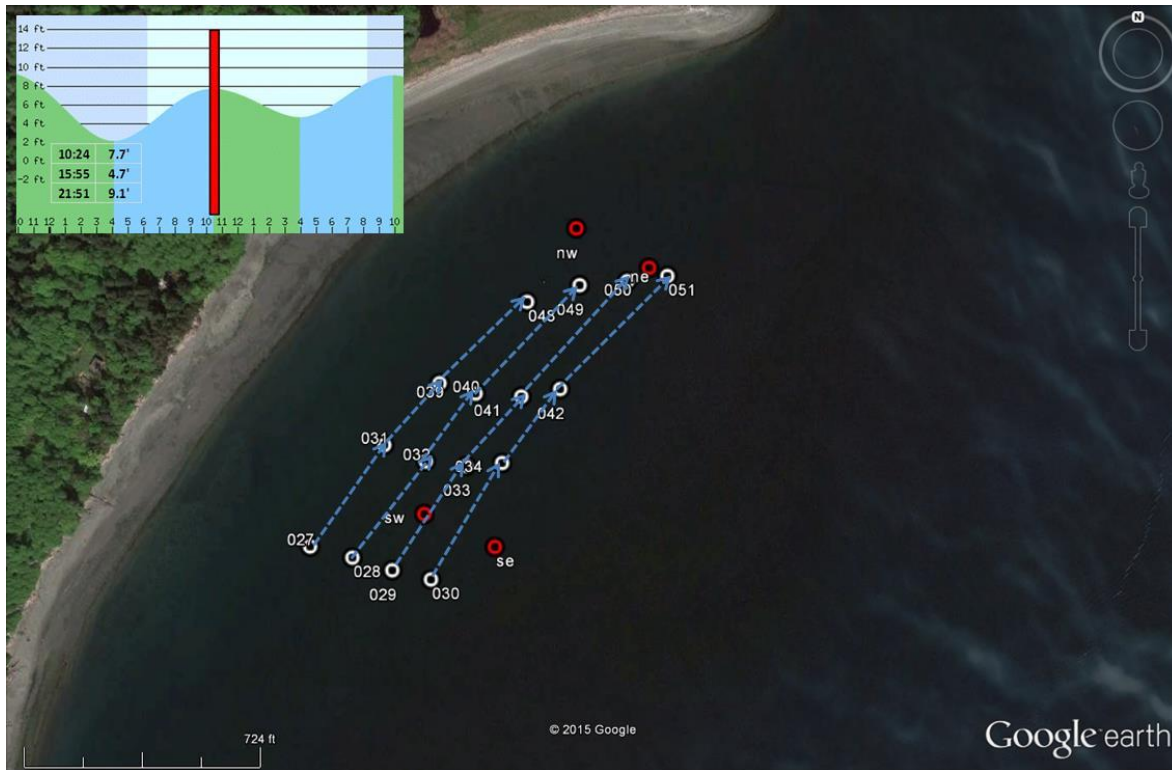 14 ft
12 ft
10 ft
8 ft
6 ft
4 ft
2 ft
0 ft
-2 ft
10:24 7.7'
15:55 4.7'
21:51 9.1'
0 11 12 1 2 3 4 5 6 7 8 9 10 11 12 1 2 3 4 5 6 7 8 9 10
N
nw
ne
048
049
050
051
039
040
041
042
031
032
033
034
sw
se
027
028
029
030
724 ft
© 2015 Google
Google earth